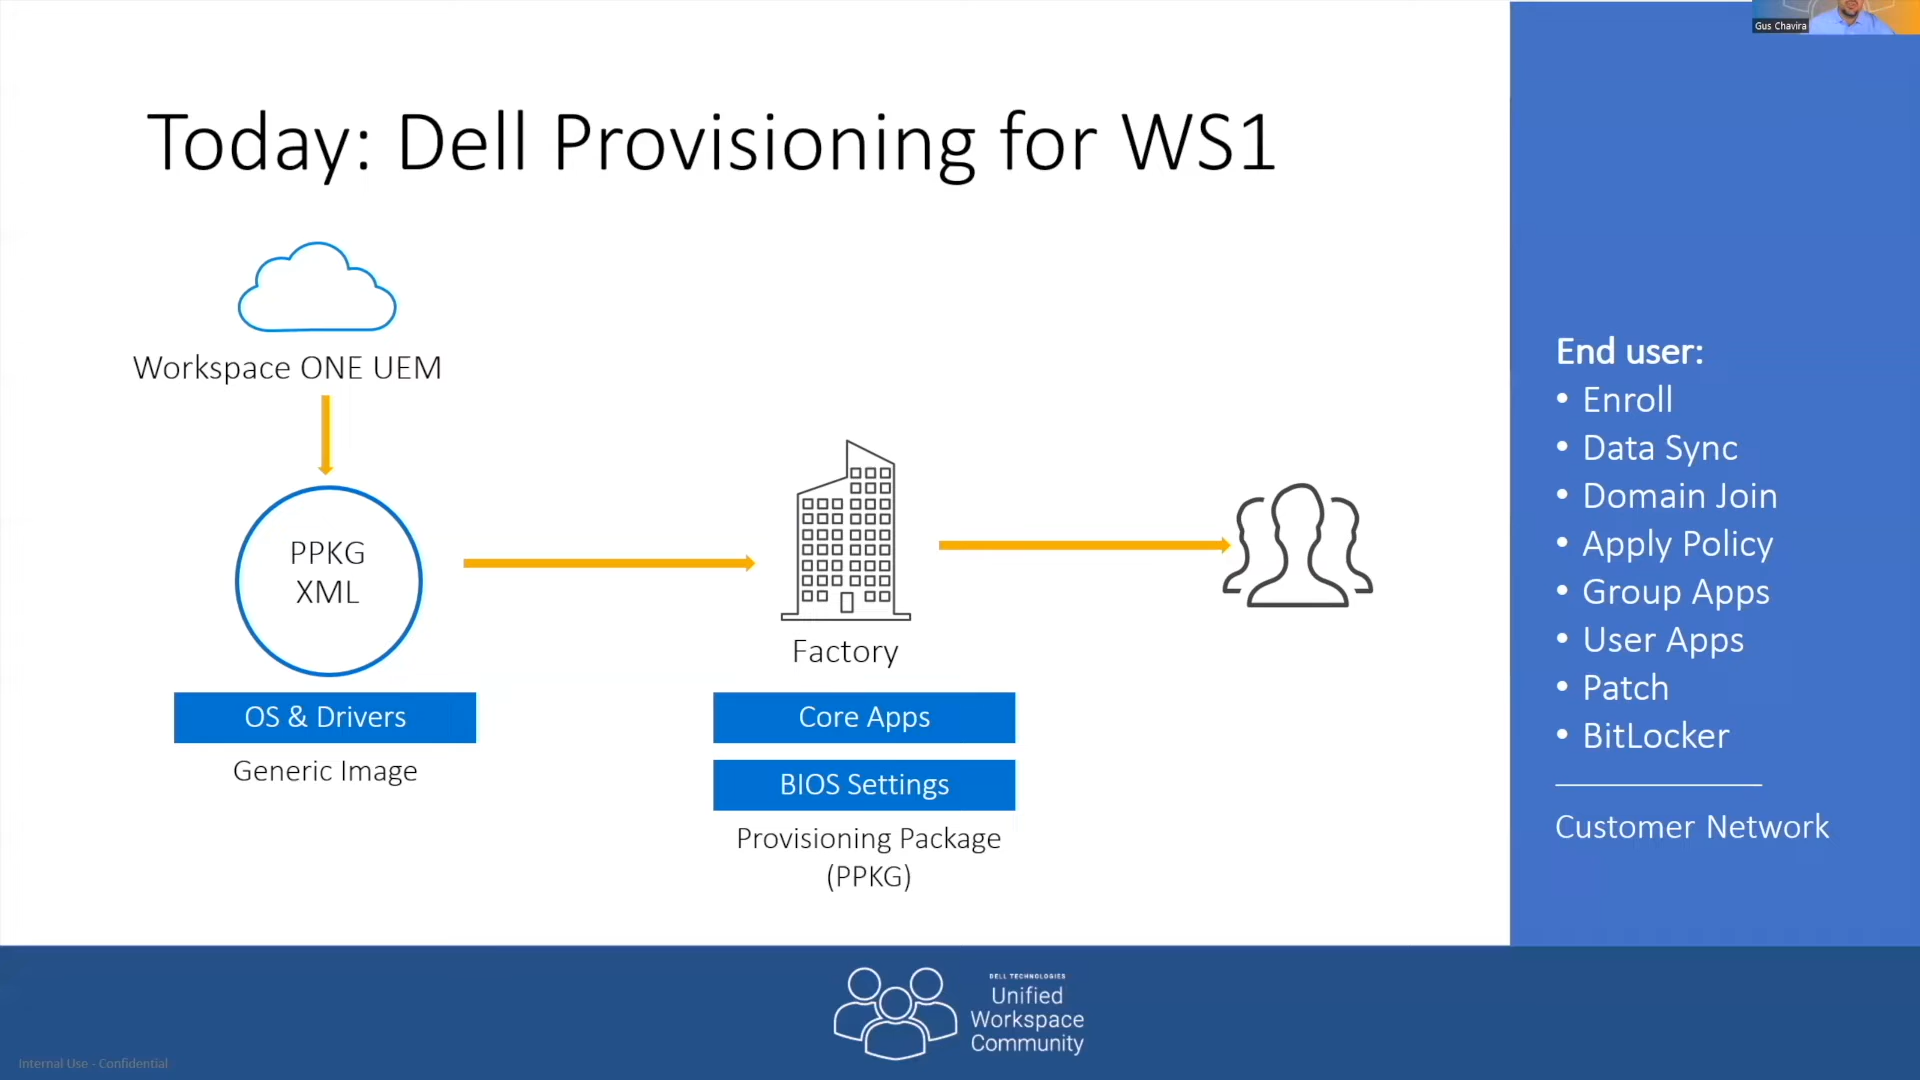 Gus Chavira
Today: Dell Provisioning for WS1
Workspace ONE UEM
PPKG
XML
OS & Drivers
Generic Image
Factory
Core Apps
BIOS Settings
Provisioning Package
(PPKG)
End user:
• Enroll
• Data Sync
• Domain Join
• Apply Policy
• Group Apps
• User Apps
• Patch
• BitLocker
Customer Network
DELL TECHNOLOGIES
Unified
Workspace
Community
Internal Use - Confidential